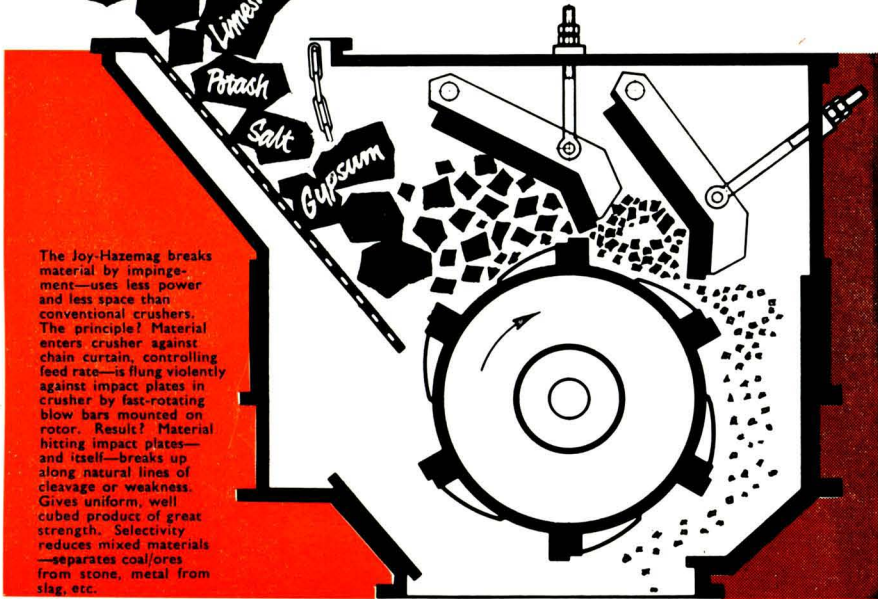 Limes
Potash
Salt
Gypsum
The Joy-Hazemag breaks
material by impinge-
ment—uses less power
and less space than
conventional crushers.
The principle? Material
enters crusher against
chain curtain, controlling
feed rate—is flung violently
against impact plates in
crusher by fast-rotating
blow bars mounted on
rotor. Result? Material
hitting impact plates—
and itself—breaks up
along natural lines of
cleavage or weakness.
Gives uniform, well
cubed product of great
strength. Selectivity
reduces mixed materials
—separates coal/ores
from stone, metal from
slag, etc.